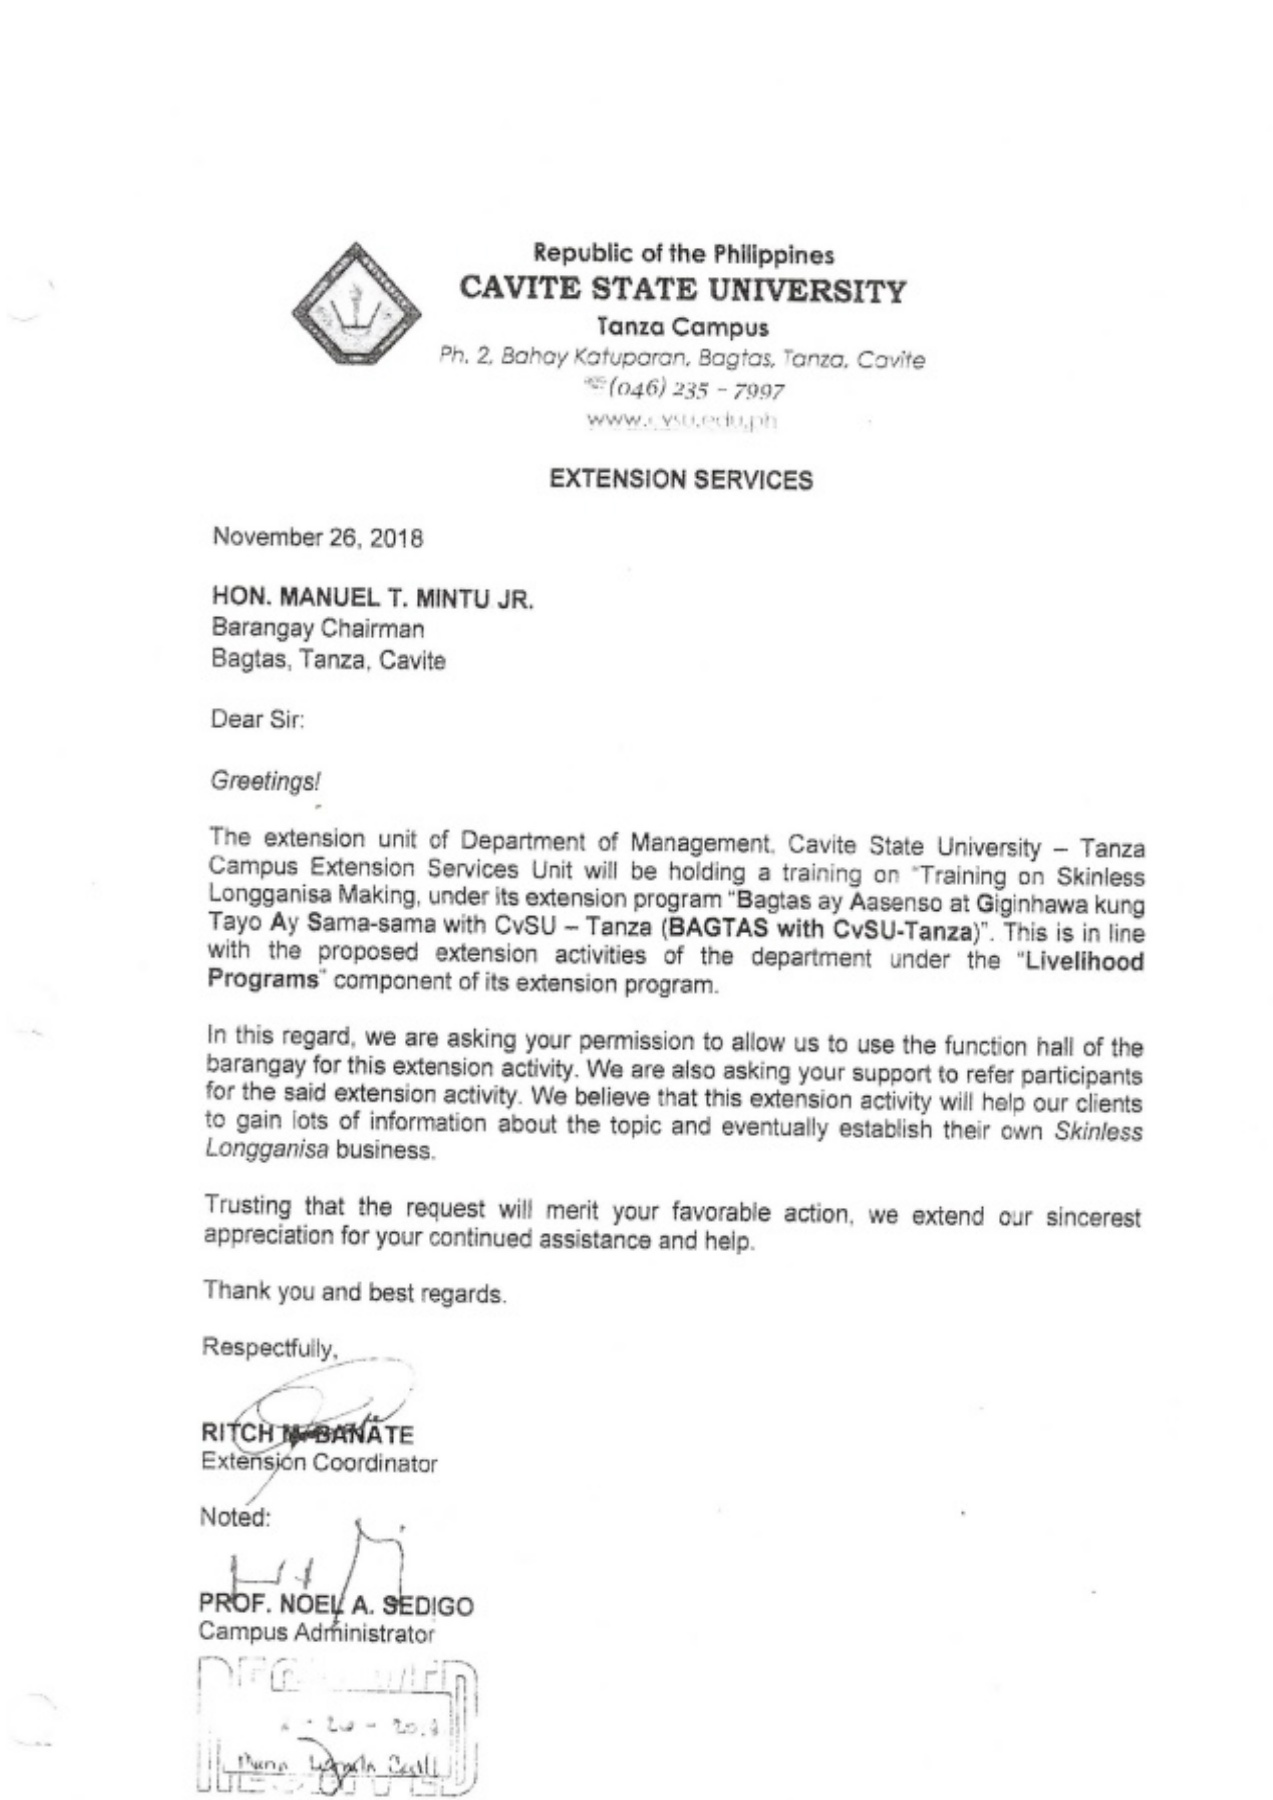 Republic of the Philippines
CAVITE STATE UNIVERSITY
Tanza Campus
Ph. 2, Bahay Katuparan, Bagtas, Tanza, Cavite
(046) 235 – 7997
www.cvsu.edu.ph
EXTENSION SERVICES
November 26, 2018
HON. MANUEL T. MINTU JR.
Barangay Chairman
Bagtas, Tanza, Cavite
Dear Sir:
Greetings!
The extension unit of Department of Management, Cavite State University – Tanza
Campus Extension Services Unit will be holding a training on "Training on Skinless
Longganisa Making, under its extension program "Bagtas ay Aasenso at Giginhawa kung
Tayo Ay Sama-sama with CvSU – Tanza (BAGTAS with CvSU-Tanza)". This is in line
with the proposed extension activities of the department under the "Livelihood
Programs" component of its extension program.
In this regard, we are asking your permission to allow us to use the function hall of the
barangay for this extension activity. We are also asking your support to refer participants
for the said extension activity. We believe that this extension activity will help our clients
to gain lots of information about the topic and eventually establish their own Skinless
Longganisa business.
Trusting that the request will merit your favorable action, we extend our sincerest
appreciation for your continued assistance and help.
Thank you and best regards.
Respectfully,
RITCH M. BANATE
Extension Coordinator
Noted:
PROF. NOEL A. SEDIGO
Campus Administrator
RECEIVED